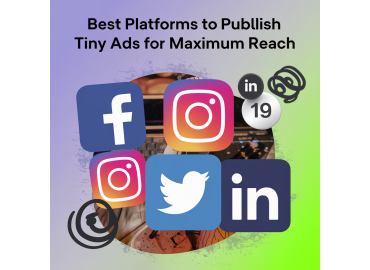 Best Platforms to Publlish
Tiny Ads for Maximum Reach
in
19
f
in